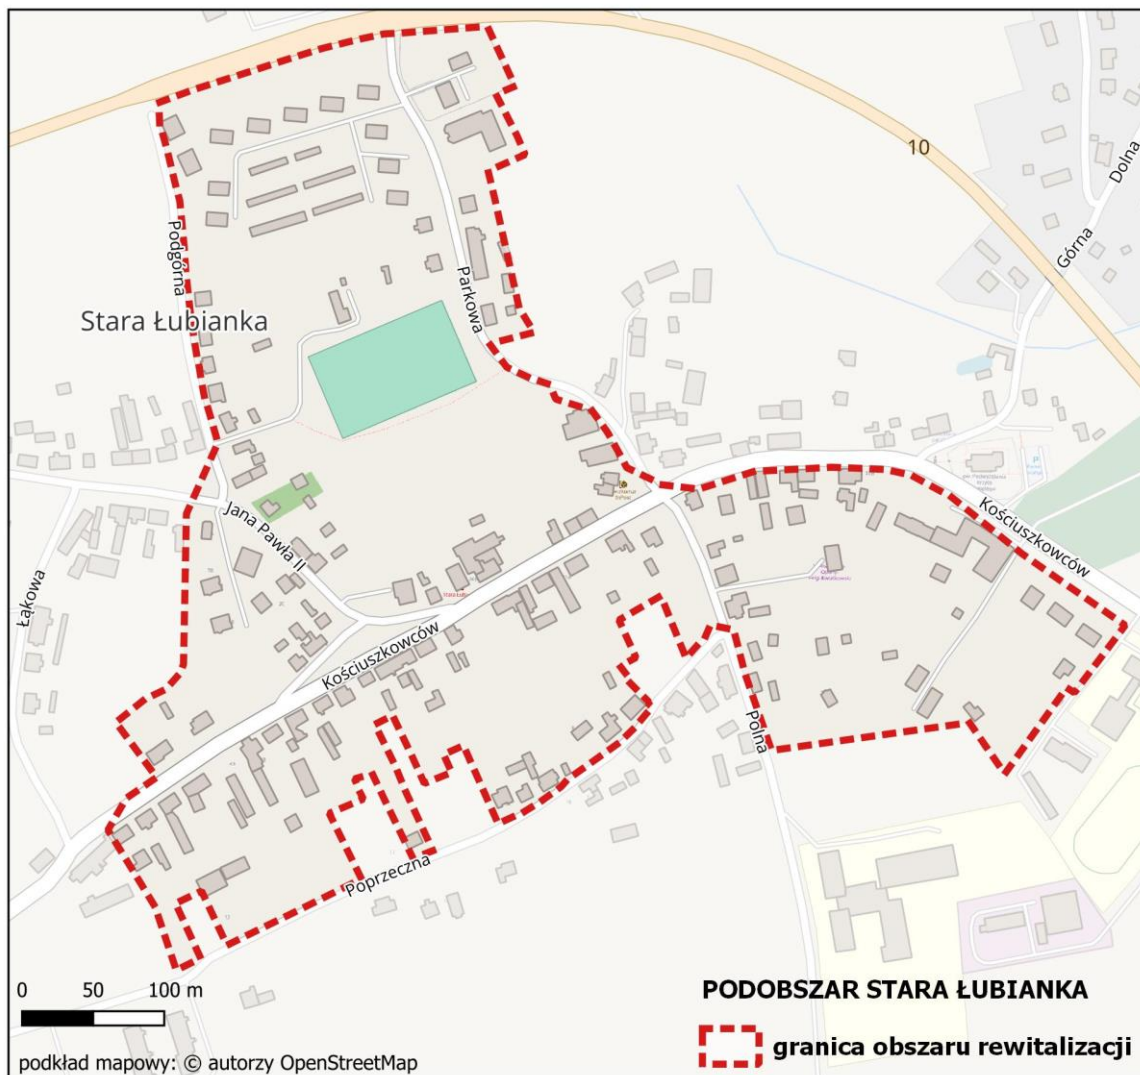 10
Dolna
Górna
Podgórna
Parkowa
Stara Łubianka
Jana Pawła II
Kościuszkowców
Łąkowa
Kościuszkowców
Polna
Poprzeczna
0 50 100 m
PODOBSZAR STARA ŁUBIANKA
granica obszaru rewitalizacji
podkład mapowy: © autorzy OpenStreetMap